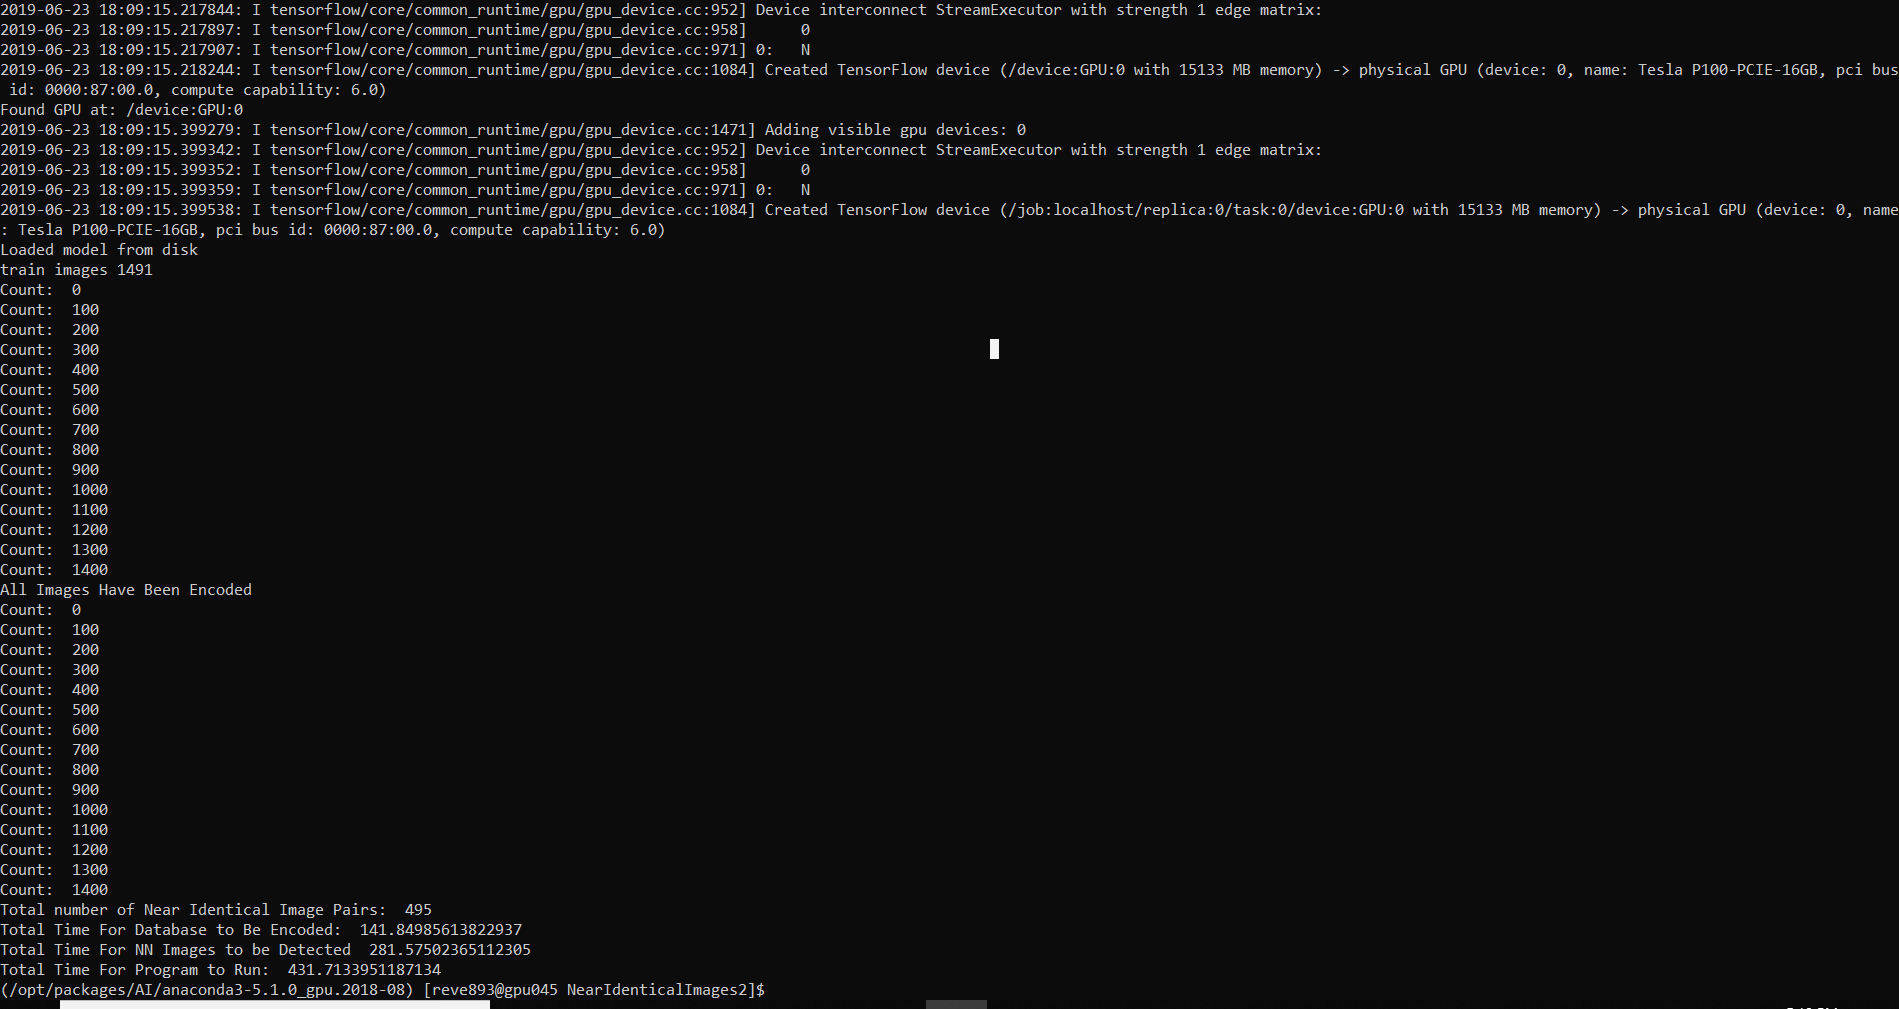 2019-06-23 18:09:15.217844: I tensorflow/core/common_runtime/gpu/gpu_device.cc:952] Device interconnect StreamExecutor with strength 1 edge matrix:
2019-06-23 18:09:15.217897: I tensorflow/core/common_runtime/gpu/gpu_device.cc:958]      0
2019-06-23 18:09:15.217907: I tensorflow/core/common_runtime/gpu/gpu_device.cc:971] 0:   N
2019-06-23 18:09:15.218244: I tensorflow/core/common_runtime/gpu/gpu_device.cc:1084] Created TensorFlow device (/device:GPU:0 with 15133 MB memory) -> physical GPU (device: 0, name: Tesla P100-PCIE-16GB, pci bus
 id: 0000:87:00.0, compute capability: 6.0)
Found GPU at: /device:GPU:0
2019-06-23 18:09:15.399279: I tensorflow/core/common_runtime/gpu/gpu_device.cc:1471] Adding visible gpu devices: 0
2019-06-23 18:09:15.399342: I tensorflow/core/common_runtime/gpu/gpu_device.cc:952] Device interconnect StreamExecutor with strength 1 edge matrix:
2019-06-23 18:09:15.399352: I tensorflow/core/common_runtime/gpu/gpu_device.cc:958]      0
2019-06-23 18:09:15.399359: I tensorflow/core/common_runtime/gpu/gpu_device.cc:971] 0:   N
2019-06-23 18:09:15.399538: I tensorflow/core/common_runtime/gpu/gpu_device.cc:1084] Created TensorFlow device (/job:localhost/replica:0/task:0/device:GPU:0 with 15133 MB memory) -> physical GPU (device: 0, name
: Tesla P100-PCIE-16GB, pci bus id: 0000:87:00.0, compute capability: 6.0)
Loaded model from disk
train images 1491
Count:  0
Count:  100
Count:  200
Count:  300
Count:  400
Count:  500
Count:  600
Count:  700
Count:  800
Count:  900
Count:  1000
Count:  1100
Count:  1200
Count:  1300
Count:  1400
All Images Have Been Encoded
Count:  0
Count:  100
Count:  200
Count:  300
Count:  400
Count:  500
Count:  600
Count:  700
Count:  800
Count:  900
Count:  1000
Count:  1100
Count:  1200
Count:  1300
Count:  1400
Total number of Near Identical Image Pairs:  495
Total Time For Database to Be Encoded:  141.84985613822937
Total Time For NN Images to be Detected  281.57502365112305
Total Time For Program to Run:  431.7133951187134
(/opt/packages/AI/anaconda3-5.1.0_gpu.2018-08) [reve893@gpu045 NearIdenticalImages2]$